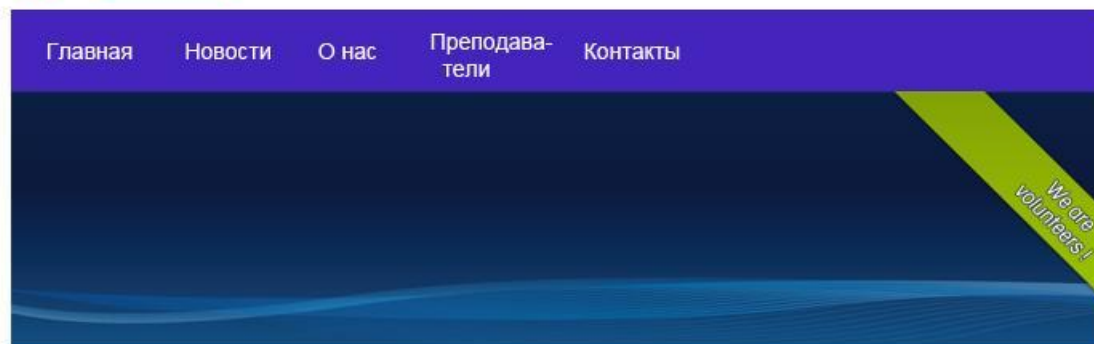 Главная
Новости
О нас
Преподава-
тели
Контакты
We are
volunteers !